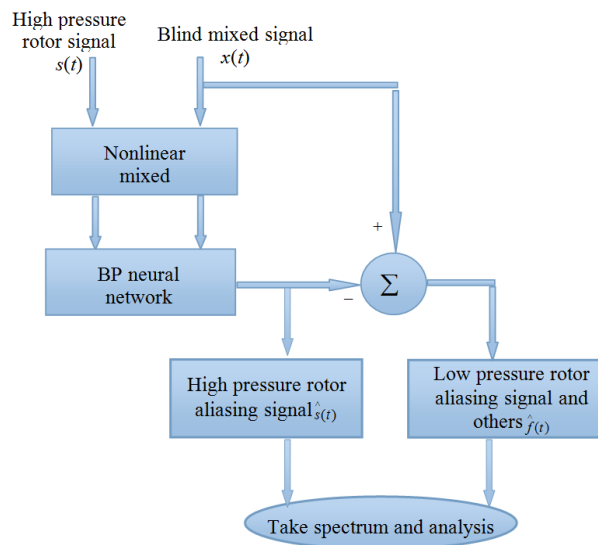 High pressure
rotor signal
s(t)
Blind mixed signal
x(t)
Nonlinear
mixed
+
BP neural
network
−
Σ
High pressure rotor
aliasing signal ŝ(t)
Low pressure rotor
aliasing signal and
others f̂(t)
Take spectrum and analysis